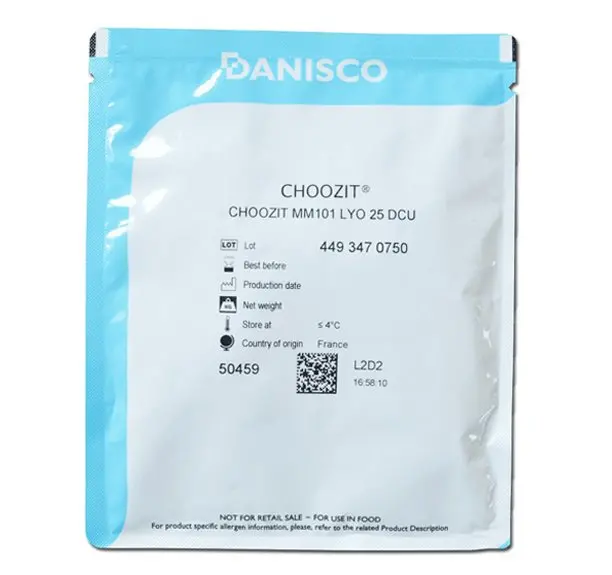 DANISCO
CHOOZIT®
CHOOZIT MM101 LYO 25 DCU
LOT Lot 449 347 0750
Best before
Production date
KG Net weight
Store at ≤ 4°C
Country of origin France
50459 L2D2
16:58:10
NOT FOR RETAIL SALE – FOR USE IN FOOD
For product specific allergen information, please, refer to the related Product Description